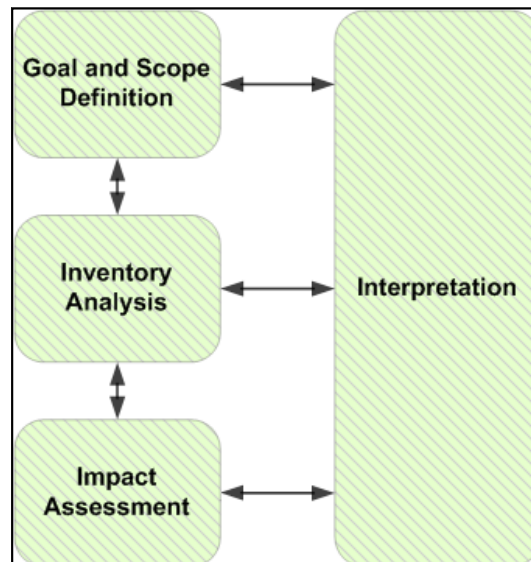 Goal and Scope
Definition
Inventory
Analysis
Interpretation
Impact
Assessment